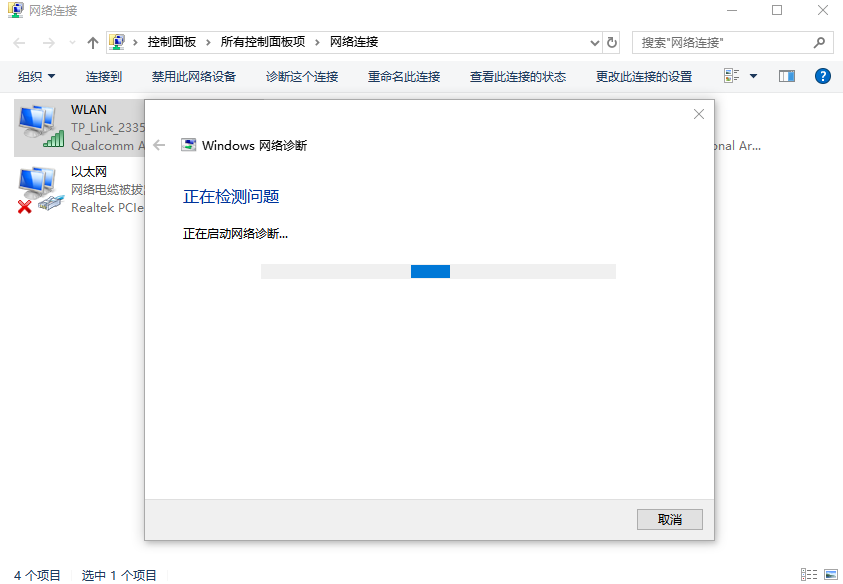 网络连接
控制面板 › 所有控制面板项 › 网络连接
搜索"网络连接"
组织 连接到 禁用此网络设备 诊断这个连接 重命名此连接 查看此连接的状态 更改此连接的设置
WLAN
TP_Link_2335
Qualcomm A
onal Ar...
以太网
网络电缆被拔
Realtek PCIe
Windows 网络诊断
正在检测问题
正在启动网络诊断...
取消
4 个项目 选中 1 个项目